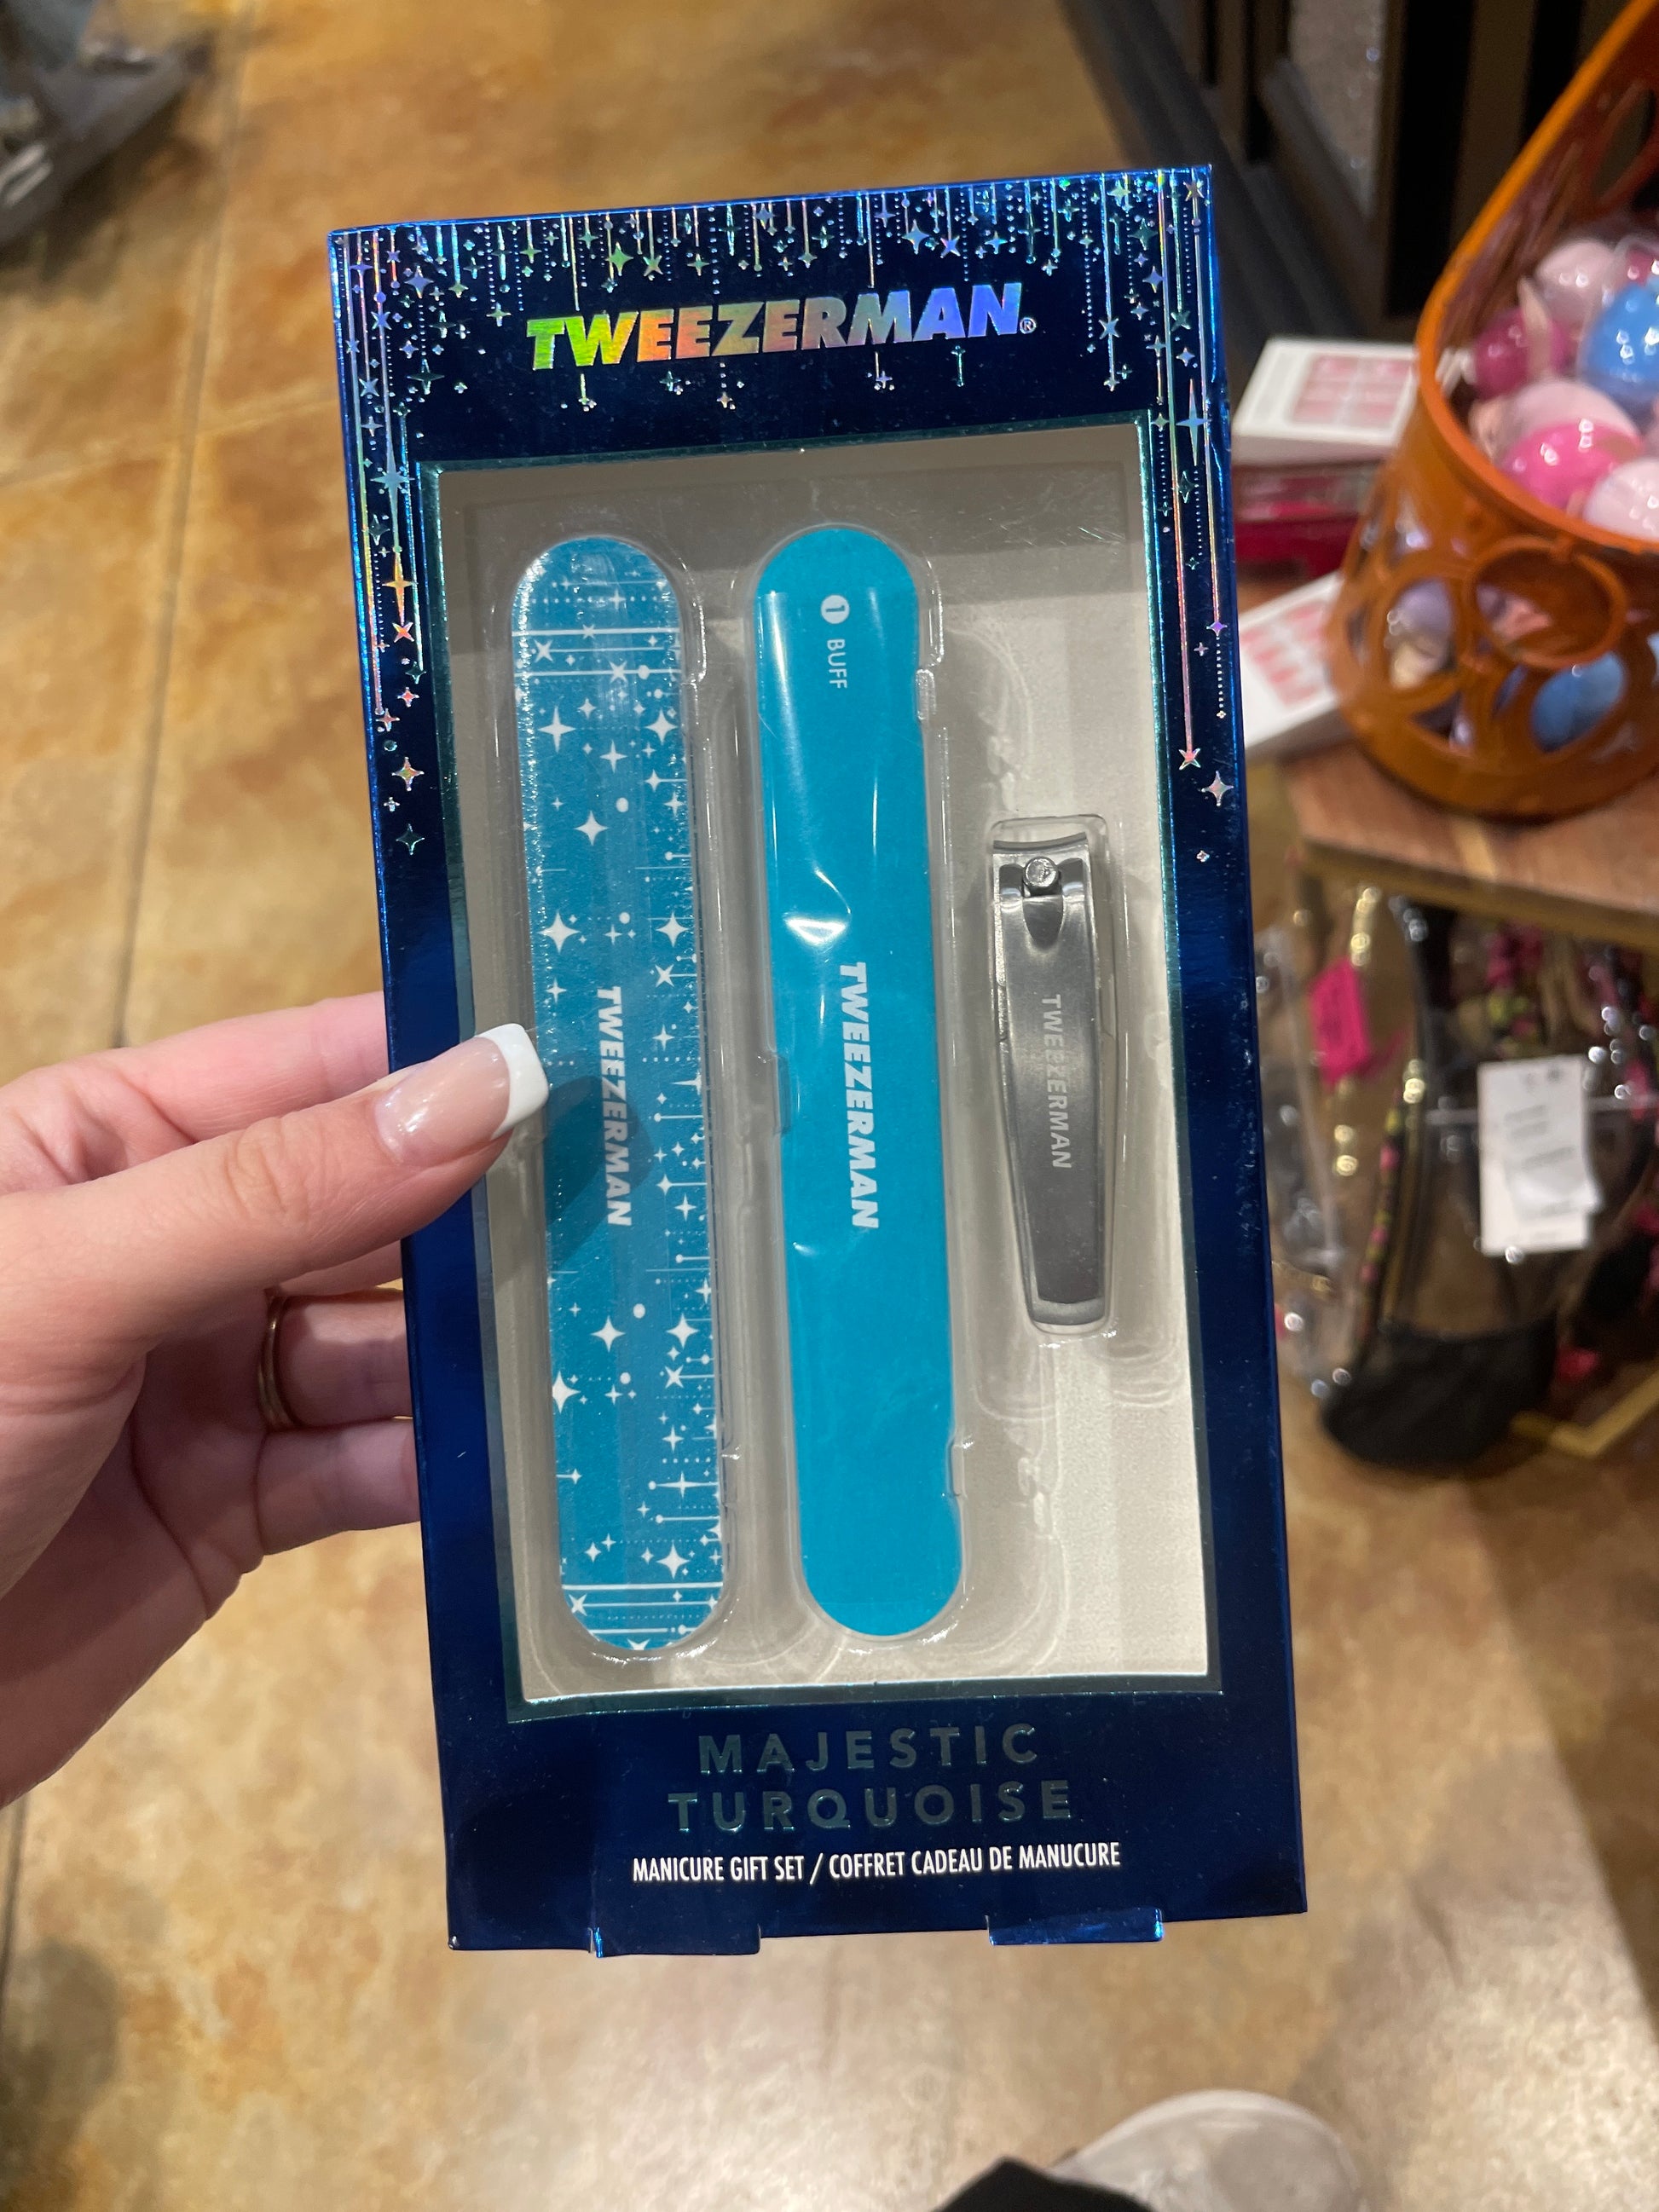 TWEEZERMAN®
TWEEZERMAN
1 BUFF
TWEEZERMAN
TWEEZERMAN
MAJESTIC
TURQUOISE
MANICURE GIFT SET / COFFRET CADEAU DE MANUCURE